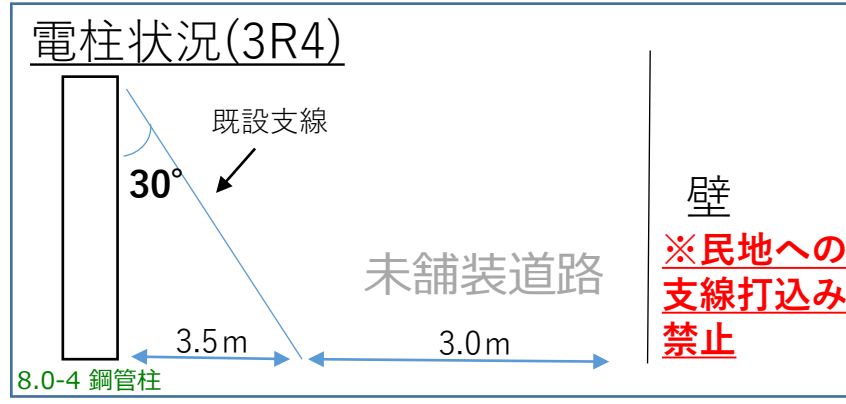 電柱状況(3R4)
既設支線
30°
壁
※民地への
支線打込み
禁止
未舗装道路
3.5m
3.0m
8.0-4 鋼管柱